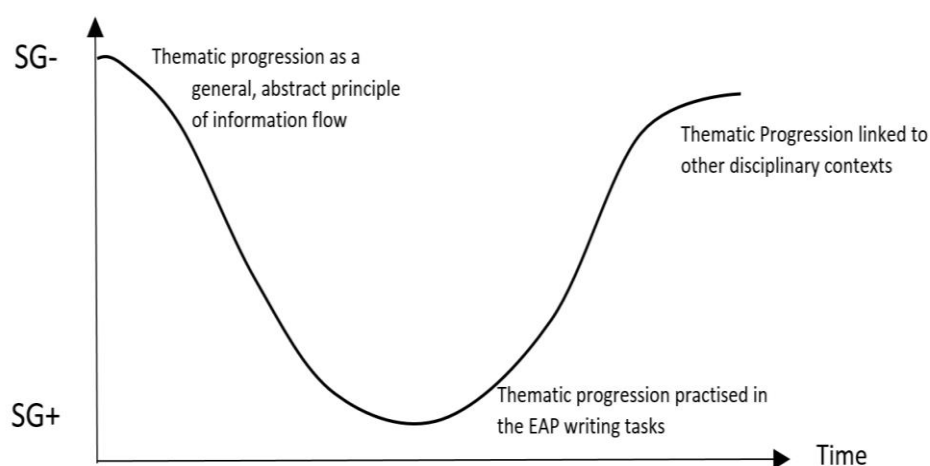 SG-
Thematic progression as a
general, abstract principle
of information flow
Thematic Progression linked to
other disciplinary contexts
Thematic progression practised in
the EAP writing tasks
SG+
Time